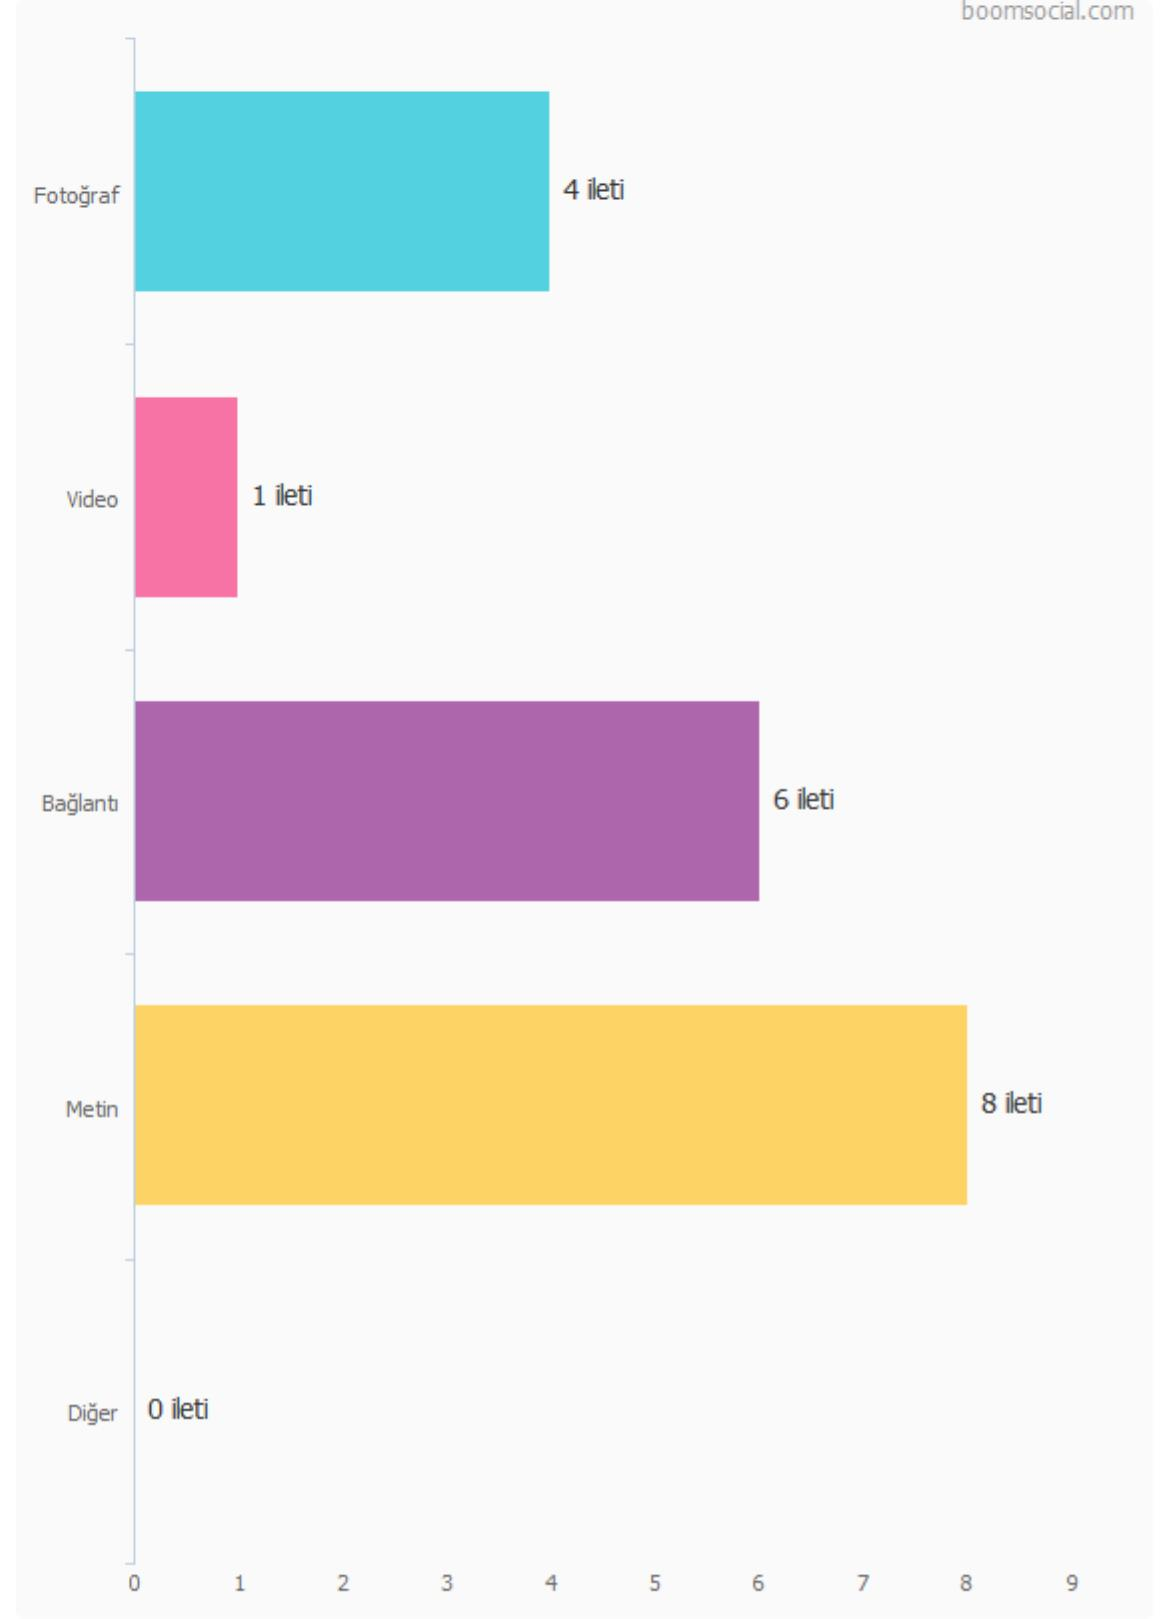 boomsocial.com
Fotoğraf
4 ileti
Video
1 ileti
Bağlantı
6 ileti
Metin
8 ileti
Diğer
0 ileti
0 1 2 3 4 5 6 7 8 9